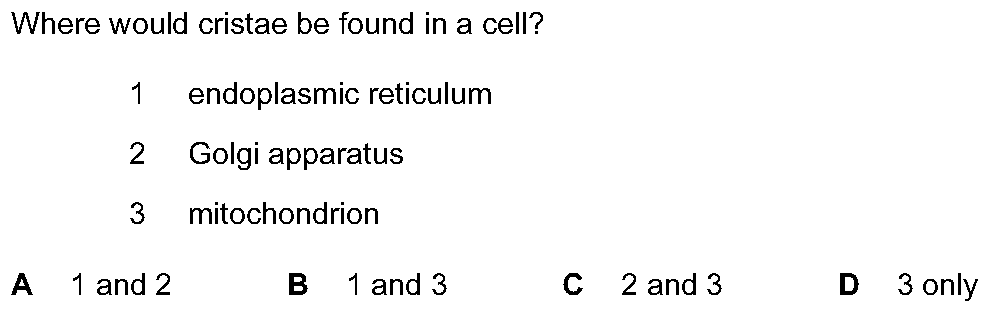 Where would cristae be found in a cell?
1 endoplasmic reticulum
2 Golgi apparatus
3 mitochondrion
A 1 and 2 B 1 and 3 C 2 and 3 D 3 only